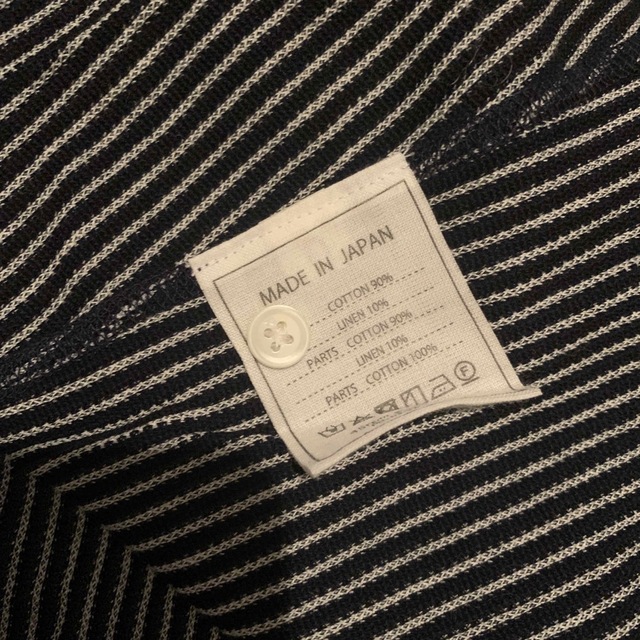 MADE IN JAPAN
COTTON 90%
LINEN 10%
PARTS COTTON 90%
LINEN 10%
PARTS COTTON 100%